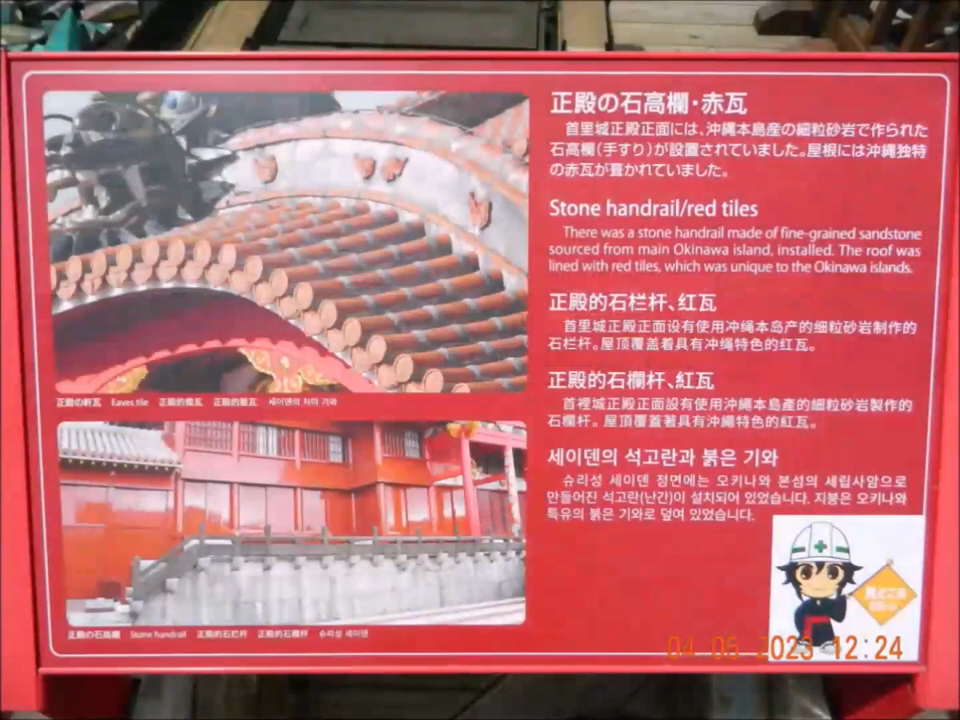 正殿の石高欄・赤瓦
首里城正殿正面には、沖縄本島産の細粒砂岩で作られた
石高欄(手すり)が設置されていました。屋根には沖縄独特
の赤瓦が葺かれていました。
Stone handrail/red tiles
There was a stone handrail made of fine-grained sandstone
sourced from main Okinawa island, installed. The roof was
lined with red tiles, which was unique to the Okinawa islands.
正殿的石栏杆、红瓦
首里城正殿正面设有使用冲绳本岛产的细粒砂岩制作的
石栏杆。屋顶覆盖着具有冲绳特色的红瓦。
正殿的石欄杆、紅瓦
首裡城正殿正面設有使用沖繩本島產的細粒砂岩製作的
石欄杆。屋頂覆蓋著具有沖繩特色的紅瓦。
세이덴의 석고란과 붉은 기와
슈리성 세이덴 정면에는 오키나와 본섬의 세립사암으로
만들어진 석고란(난간)이 설치되어 있었습니다. 지붕은 오키나와
특유의 붉은 기와로 덮여 있었습니다.
正殿の軒瓦 Eaves tile 正殿的檐瓦 正殿的簷瓦 세이덴의 처마 기와
正殿の石高欄 Stone handrail 正殿的石栏杆 正殿的石欄杆 슈리성 세이덴
04 06 2023 12:24